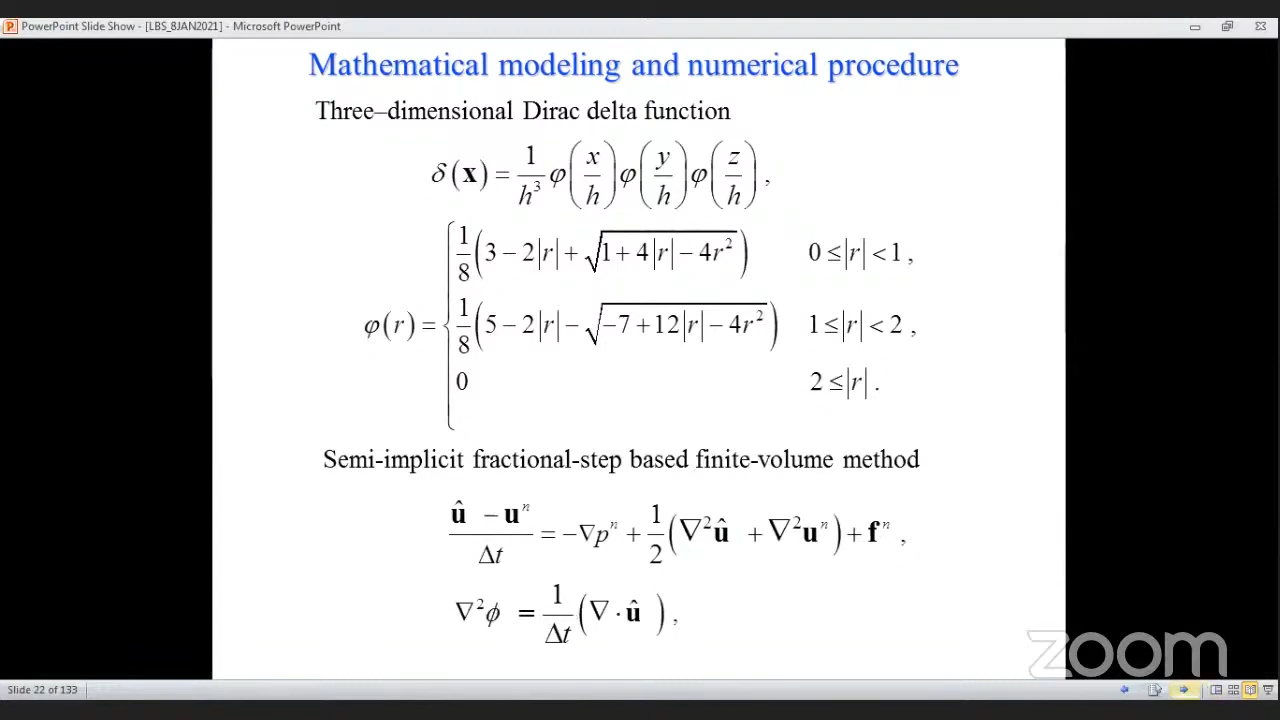 PowerPoint Slide Show - [LBS_8JAN2021] - Microsoft PowerPoint
Mathematical modeling and numerical procedure
Three–dimensional Dirac delta function
δ(𝐱) = 1/h³ φ(x/h) φ(y/h) φ(z/h) ,
φ(r) = { 1/8 (3 − 2|r| + √(1 + 4|r| − 4r²)) 0 ≤ |r| < 1 ,
1/8 (5 − 2|r| − √(−7 + 12|r| − 4r²)) 1 ≤ |r| < 2 ,
0 2 ≤ |r| .
Semi-implicit fractional-step based finite-volume method
(û − uⁿ)/Δt = −∇pⁿ + 1/2 (∇²û + ∇²uⁿ) + fⁿ ,
∇²ϕ = 1/Δt (∇ · û ) ,
zoom
Slide 22 of 133